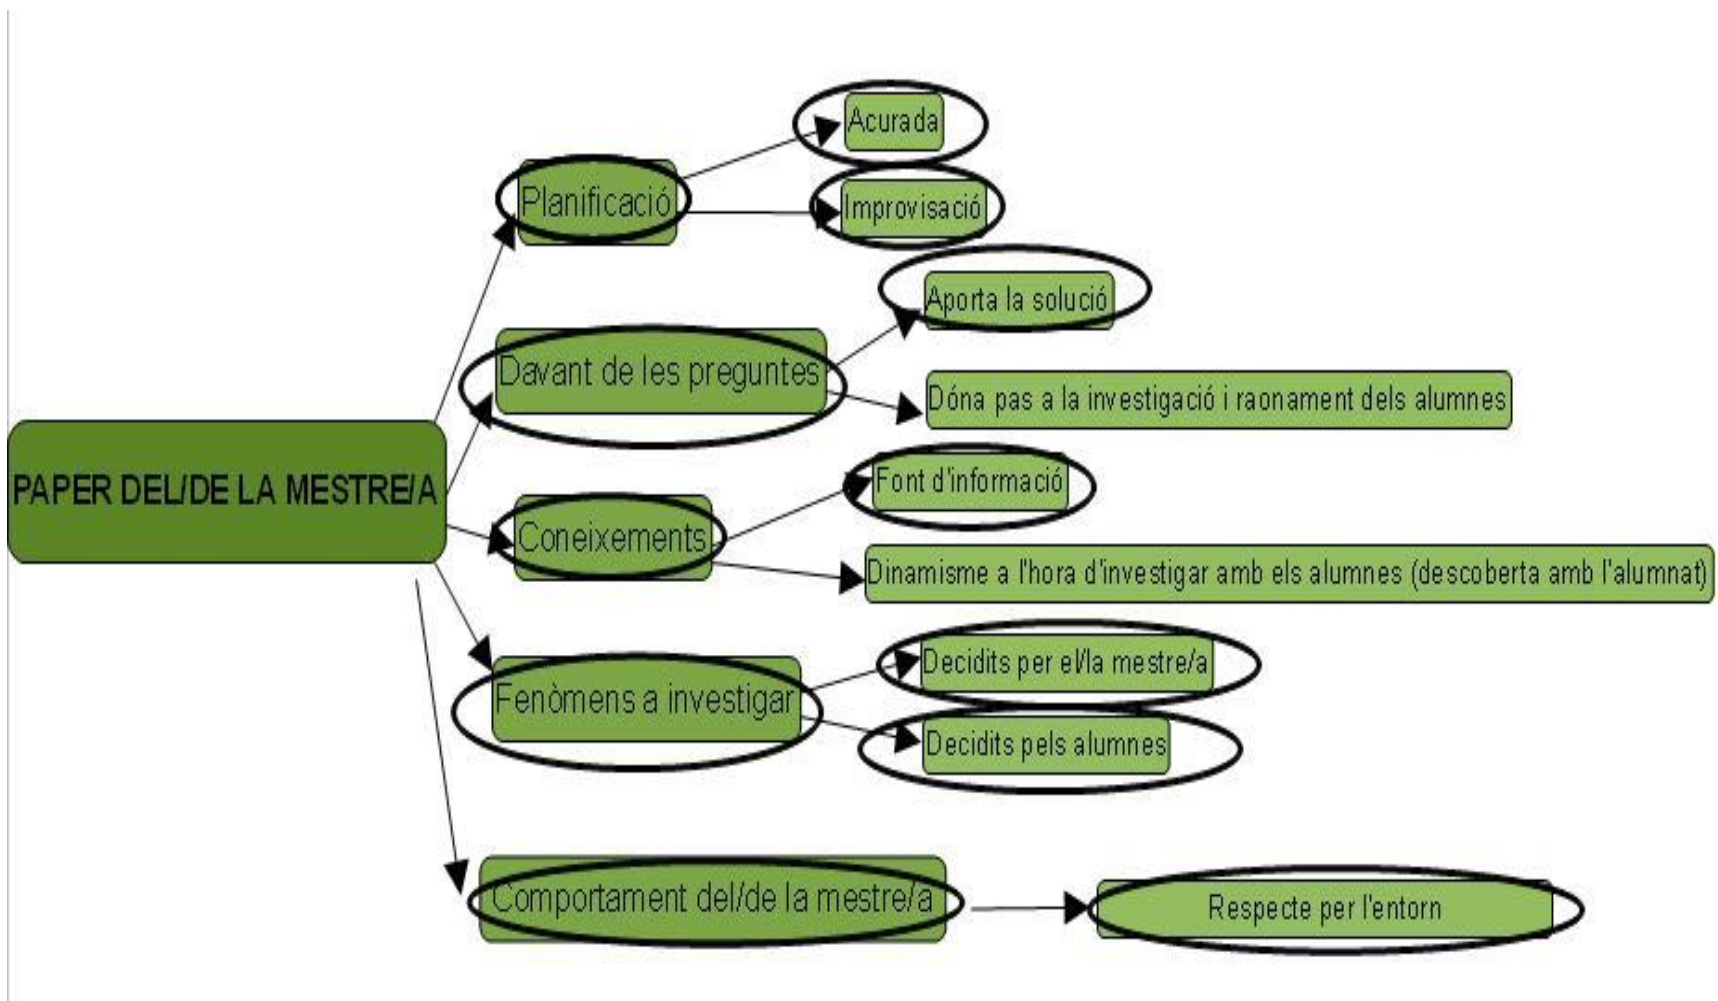 PAPER DEL/DE LA MESTRE/A
Planificació
Acurada
Improvisació
Davant de les preguntes
Aporta la solució
Dóna pas a la investigació i raonament dels alumnes
Coneixements
Font d'informació
Dinamisme a l'hora d'investigar amb els alumnes (descoberta amb l'alumnat)
Fenòmens a investigar
Decidits per el/la mestre/a
Decidits pels alumnes
Comportament del/de la mestre/a
Respecte per l'entorn